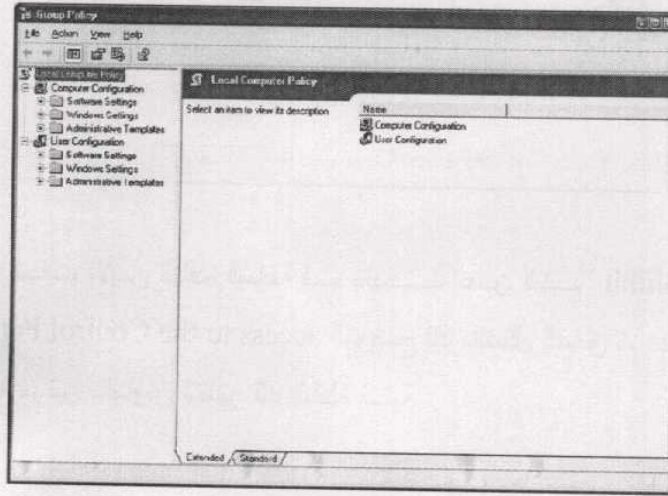 Group Policy
File Action View Help
Local Computer Policy
Computer Configuration
Software Settings
Windows Settings
Administrative Templates
User Configuration
Software Settings
Windows Settings
Administrative Templates
Local Computer Policy
Select an item to view its description
Name
Computer Configuration
User Configuration
Extended
Standard